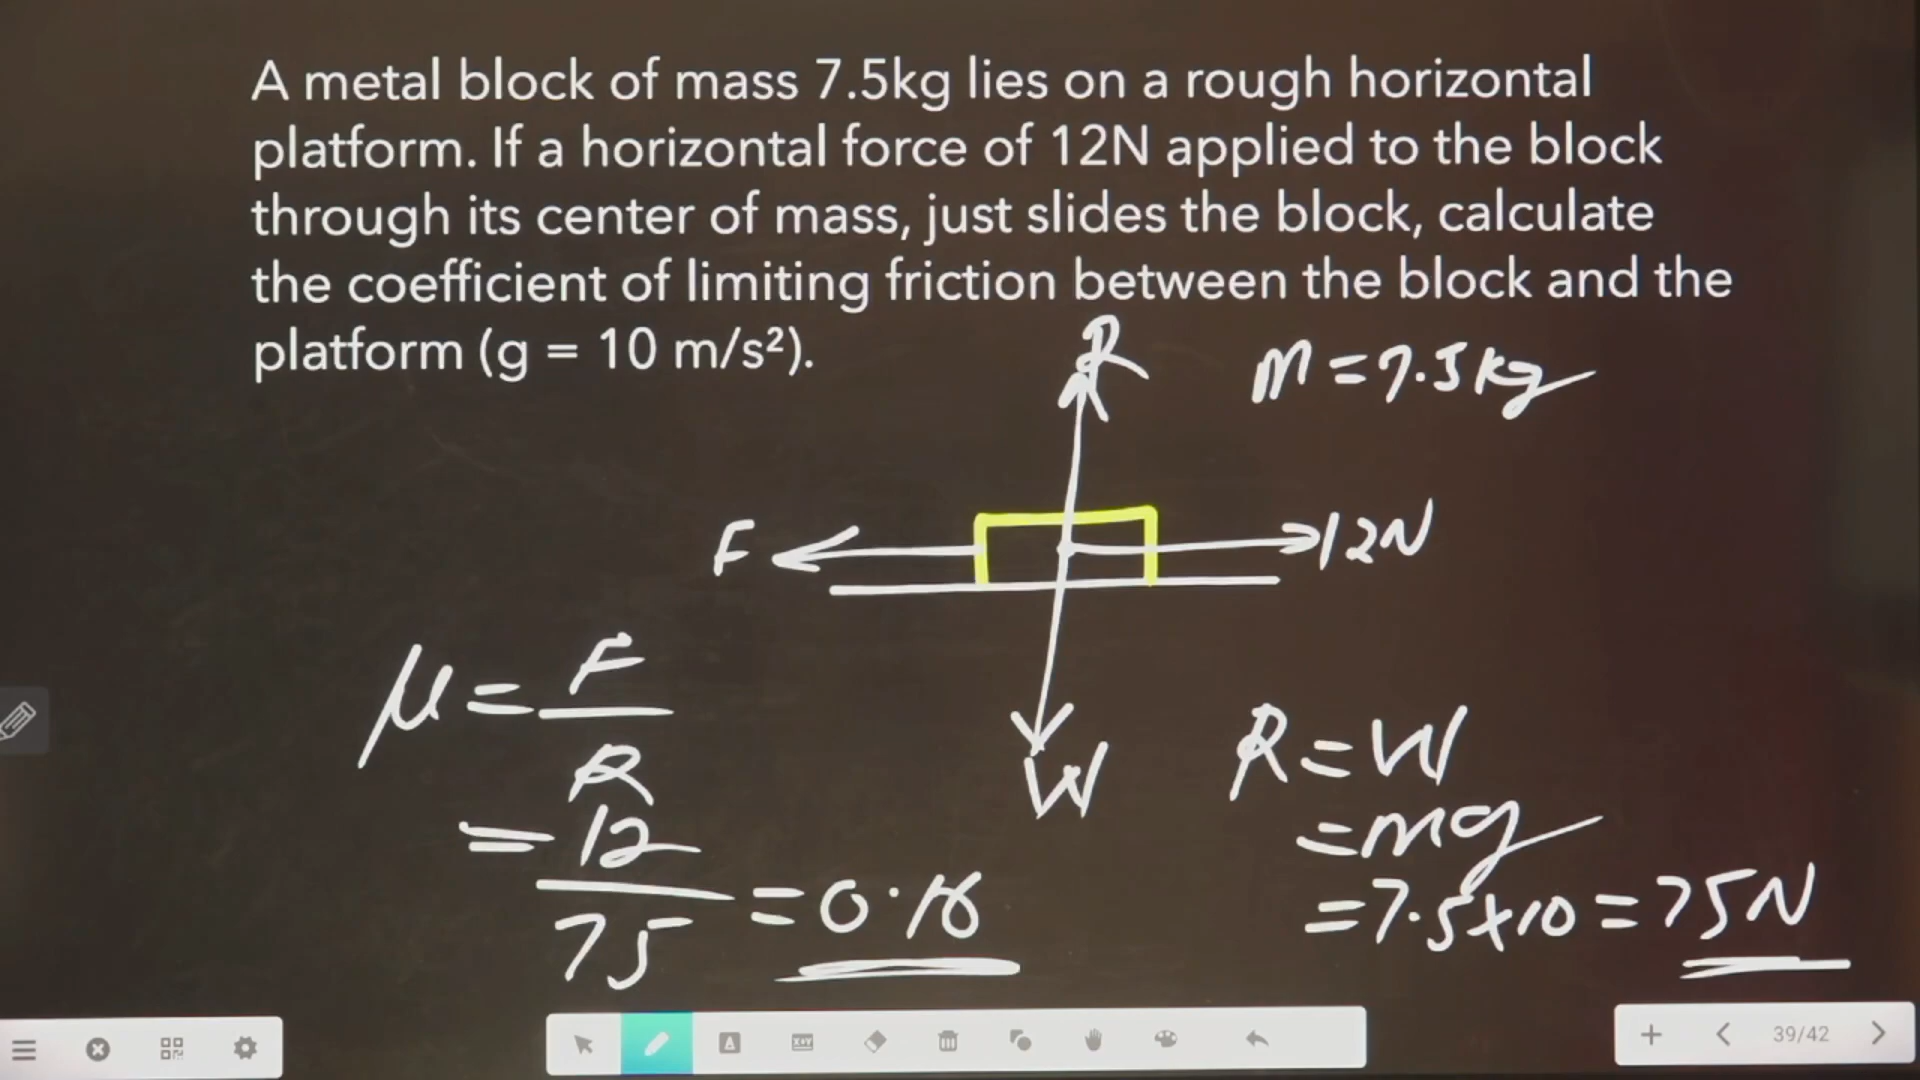 A metal block of mass 7.5kg lies on a rough horizontal
platform. If a horizontal force of 12N applied to the block
through its center of mass, just slides the block, calculate
the coefficient of limiting friction between the block and the
platform (g = 10 m/s²).
R
m = 7.5kg
F
12N
W
μ = F/R
= 12/75 = 0.16
R = W
= mg
= 7.5 x 10 = 75N
A
X+Y
39/42